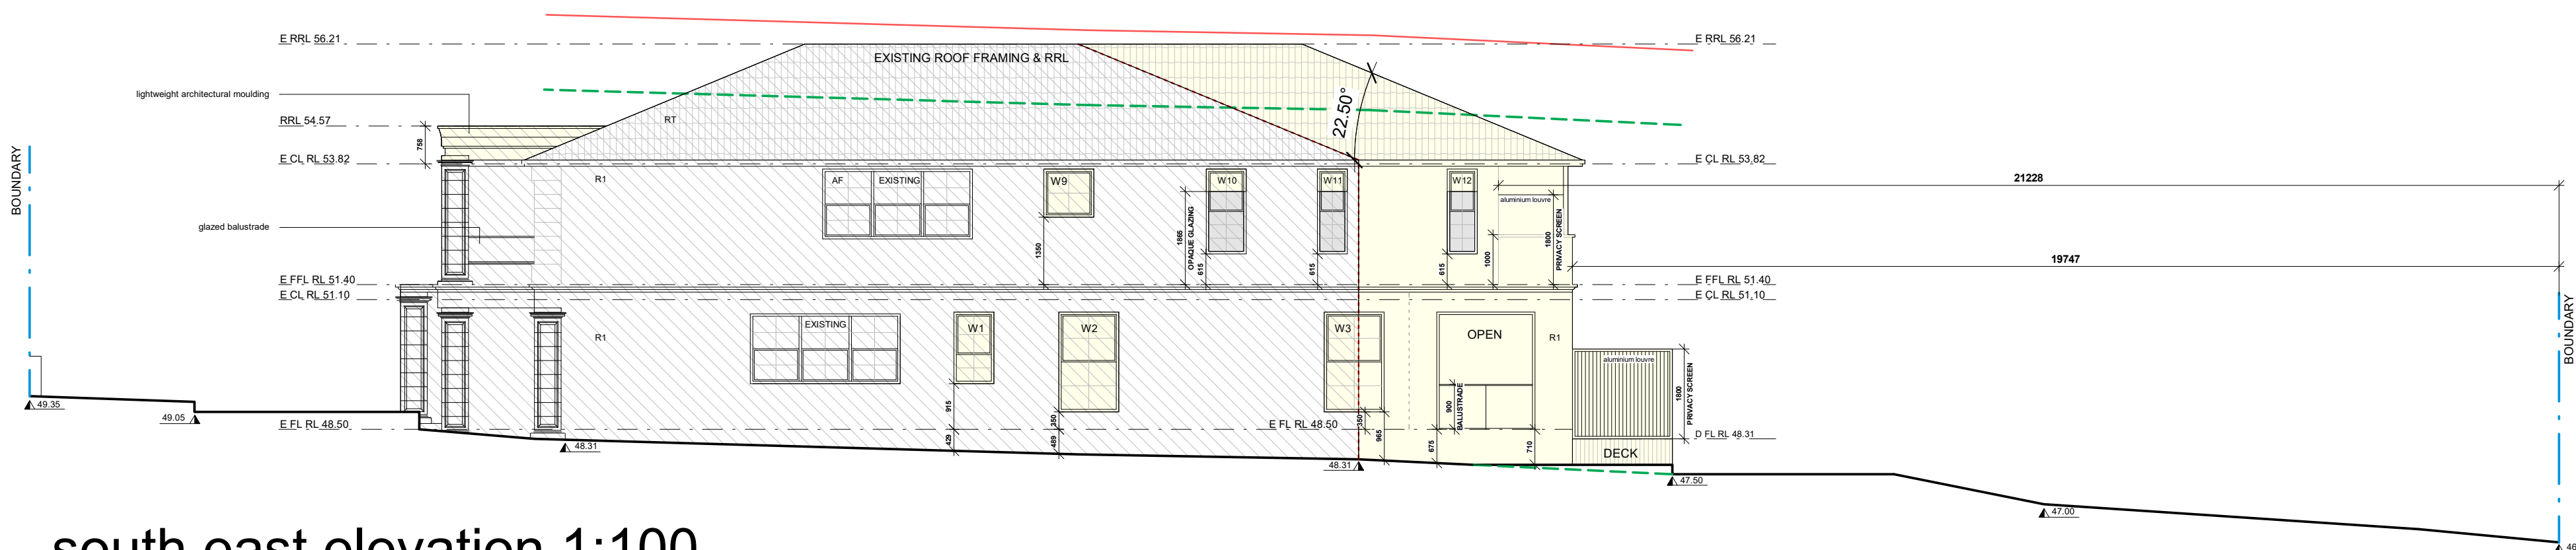 E RRL 56.21
E RRL 56.21
EXISTING ROOF FRAMING & RRL
lightweight architectural moulding
22.50°
RRL 54.57
RT
758
BOUNDARY
E CL RL 53.82
E CL RL 53.82
R1
AF
EXISTING
W9
W10
W11
W12
21228
aluminium louvre
glazed balustrade
1350
1865
OPAQUE GLAZING
615
615
615
1000
1800
PRIVACY SCREEN
19747
E FFL RL 51.40
E FFL RL 51.40
E CL RL 51.10
E CL RL 51.10
BOUNDARY
R1
EXISTING
W1
W2
W3
OPEN
R1
aluminium louvre
915
350
350
900
BALUSTRADE
1800
PRIVACY SCREEN
49.35
49.05
E FL RL 48.50
E FL RL 48.50
429
489
965
675
710
D FL RL 48.31
48.31
48.31
DECK
47.50
47.00
46
south east elevation 1:100